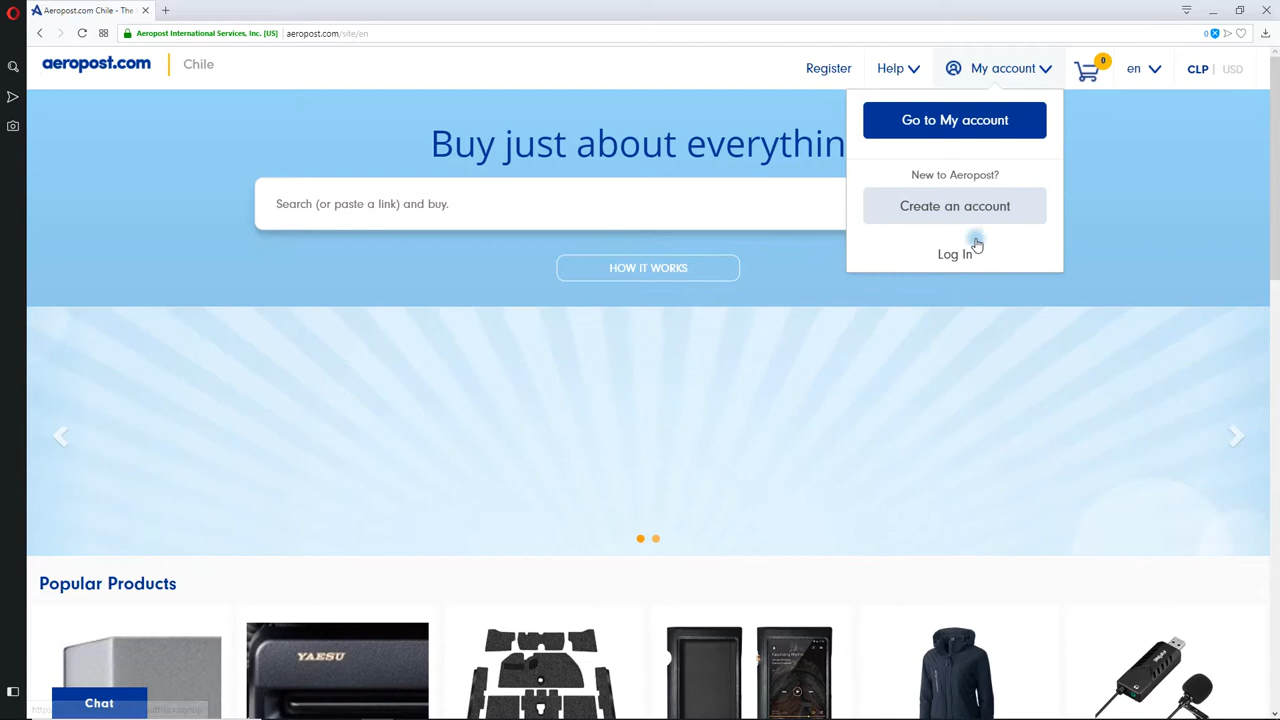 Aeropost.com Chile - The
Aeropost International Services, Inc. [US] aeropost.com/site/en
0
aeropost.com Chile
Register Help My account 0 en CLP | USD
Go to My account
New to Aeropost?
Create an account
Log In
Buy just about everythin
Search (or paste a link) and buy.
HOW IT WORKS
Popular Products
YAESU
Chat